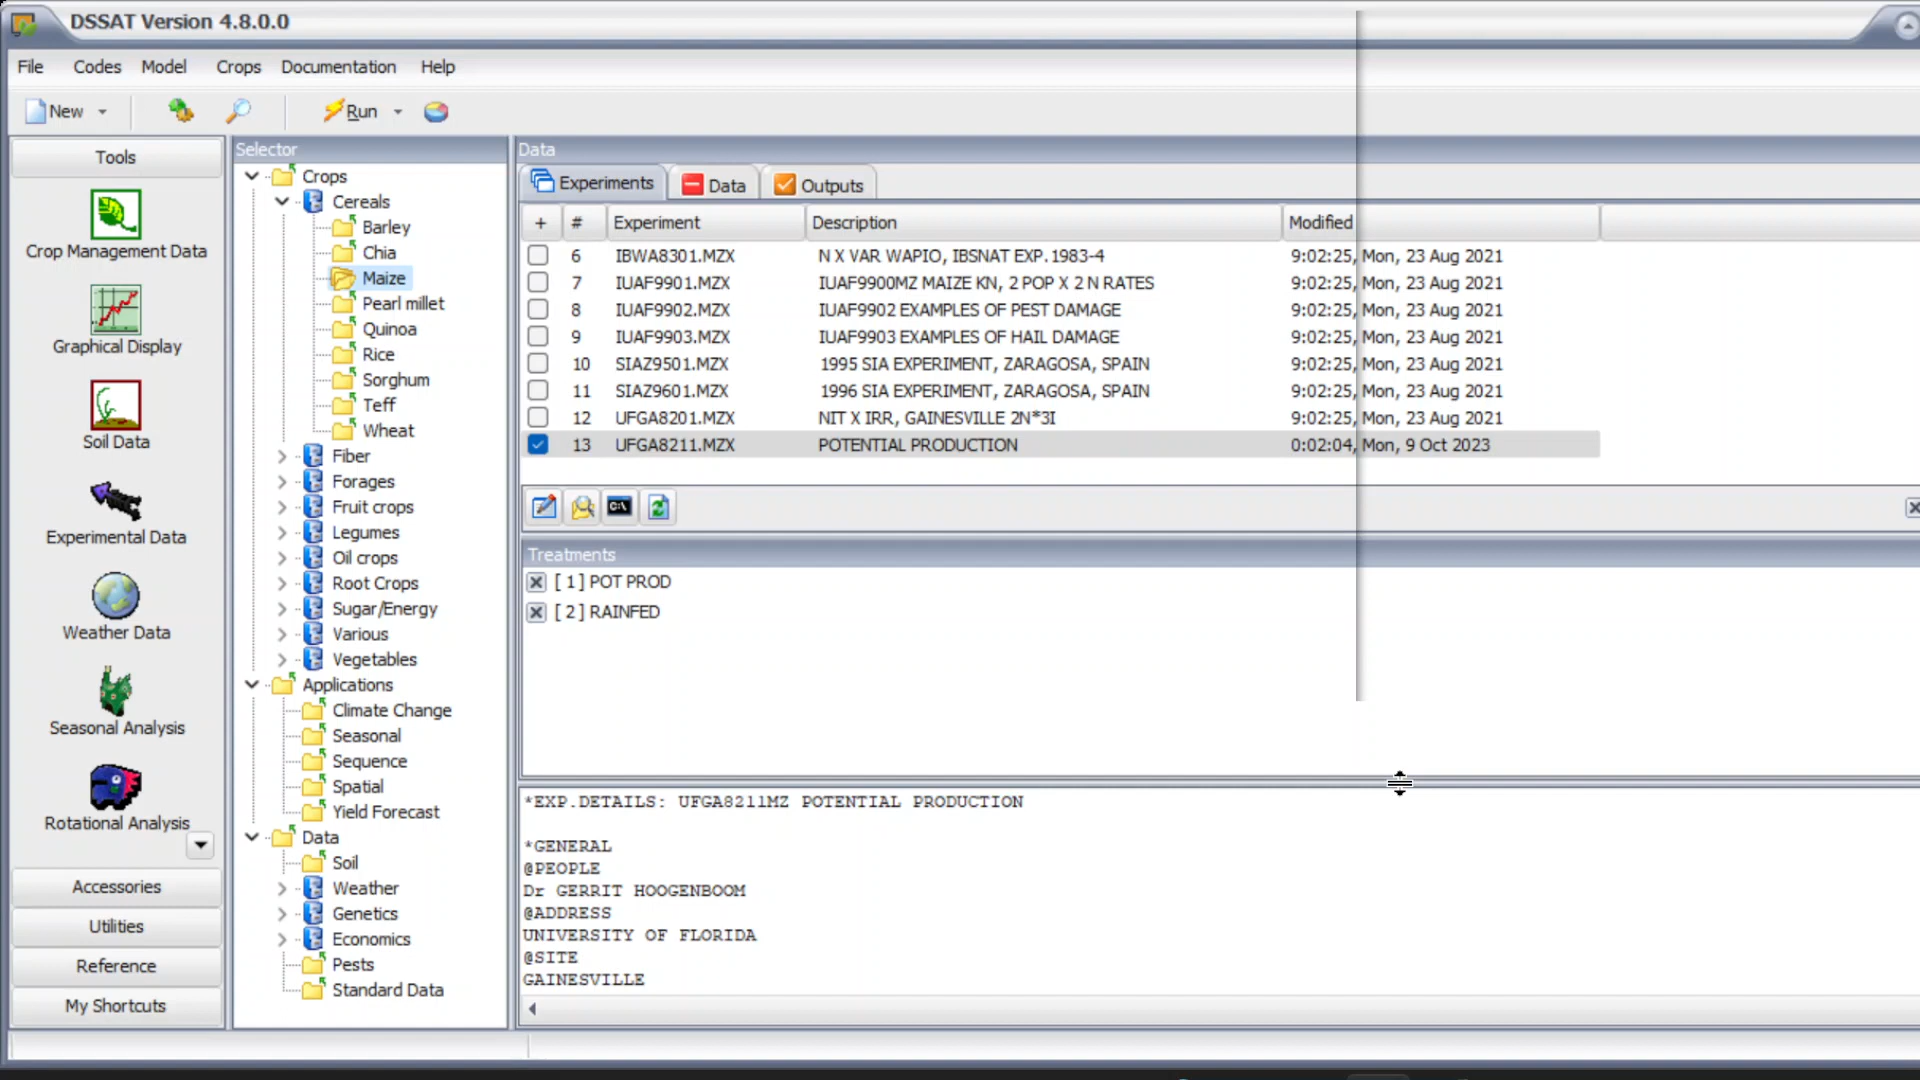 DSSAT Version 4.8.0.0
File Codes Model Crops Documentation Help
New Run
Tools
Crop Management Data
Graphical Display
Soil Data
Experimental Data
Weather Data
Seasonal Analysis
Rotational Analysis
Accessories
Utilities
Reference
My Shortcuts
Selector
Crops
Cereals
Barley
Chia
Maize
Pearl millet
Quinoa
Rice
Sorghum
Teff
Wheat
Fiber
Forages
Fruit crops
Legumes
Oil crops
Root Crops
Sugar/Energy
Various
Vegetables
Applications
Climate Change
Seasonal
Sequence
Spatial
Yield Forecast
Data
Soil
Weather
Genetics
Economics
Pests
Standard Data
Data
Experiments Data Outputs
+ # Experiment Description Modified
6 IBWA8301.MZX N X VAR WAPIO, IBSNAT EXP.1983-4 9:02:25, Mon, 23 Aug 2021
7 IUAF9901.MZX IUAF9900MZ MAIZE KN, 2 POP X 2 N RATES 9:02:25, Mon, 23 Aug 2021
8 IUAF9902.MZX IUAF9902 EXAMPLES OF PEST DAMAGE 9:02:25, Mon, 23 Aug 2021
9 IUAF9903.MZX IUAF9903 EXAMPLES OF HAIL DAMAGE 9:02:25, Mon, 23 Aug 2021
10 SIAZ9501.MZX 1995 SIA EXPERIMENT, ZARAGOSA, SPAIN 9:02:25, Mon, 23 Aug 2021
11 SIAZ9601.MZX 1996 SIA EXPERIMENT, ZARAGOSA, SPAIN 9:02:25, Mon, 23 Aug 2021
12 UFGA8201.MZX NIT X IRR, GAINESVILLE 2N*3I 9:02:25, Mon, 23 Aug 2021
13 UFGA8211.MZX POTENTIAL PRODUCTION 0:02:04, Mon, 9 Oct 2023
C:\
Treatments
[ 1 ] POT PROD
[ 2 ] RAINFED
*EXP.DETAILS: UFGA8211MZ POTENTIAL PRODUCTION
*GENERAL
@PEOPLE
Dr GERRIT HOOGENBOOM
@ADDRESS
UNIVERSITY OF FLORIDA
@SITE
GAINESVILLE